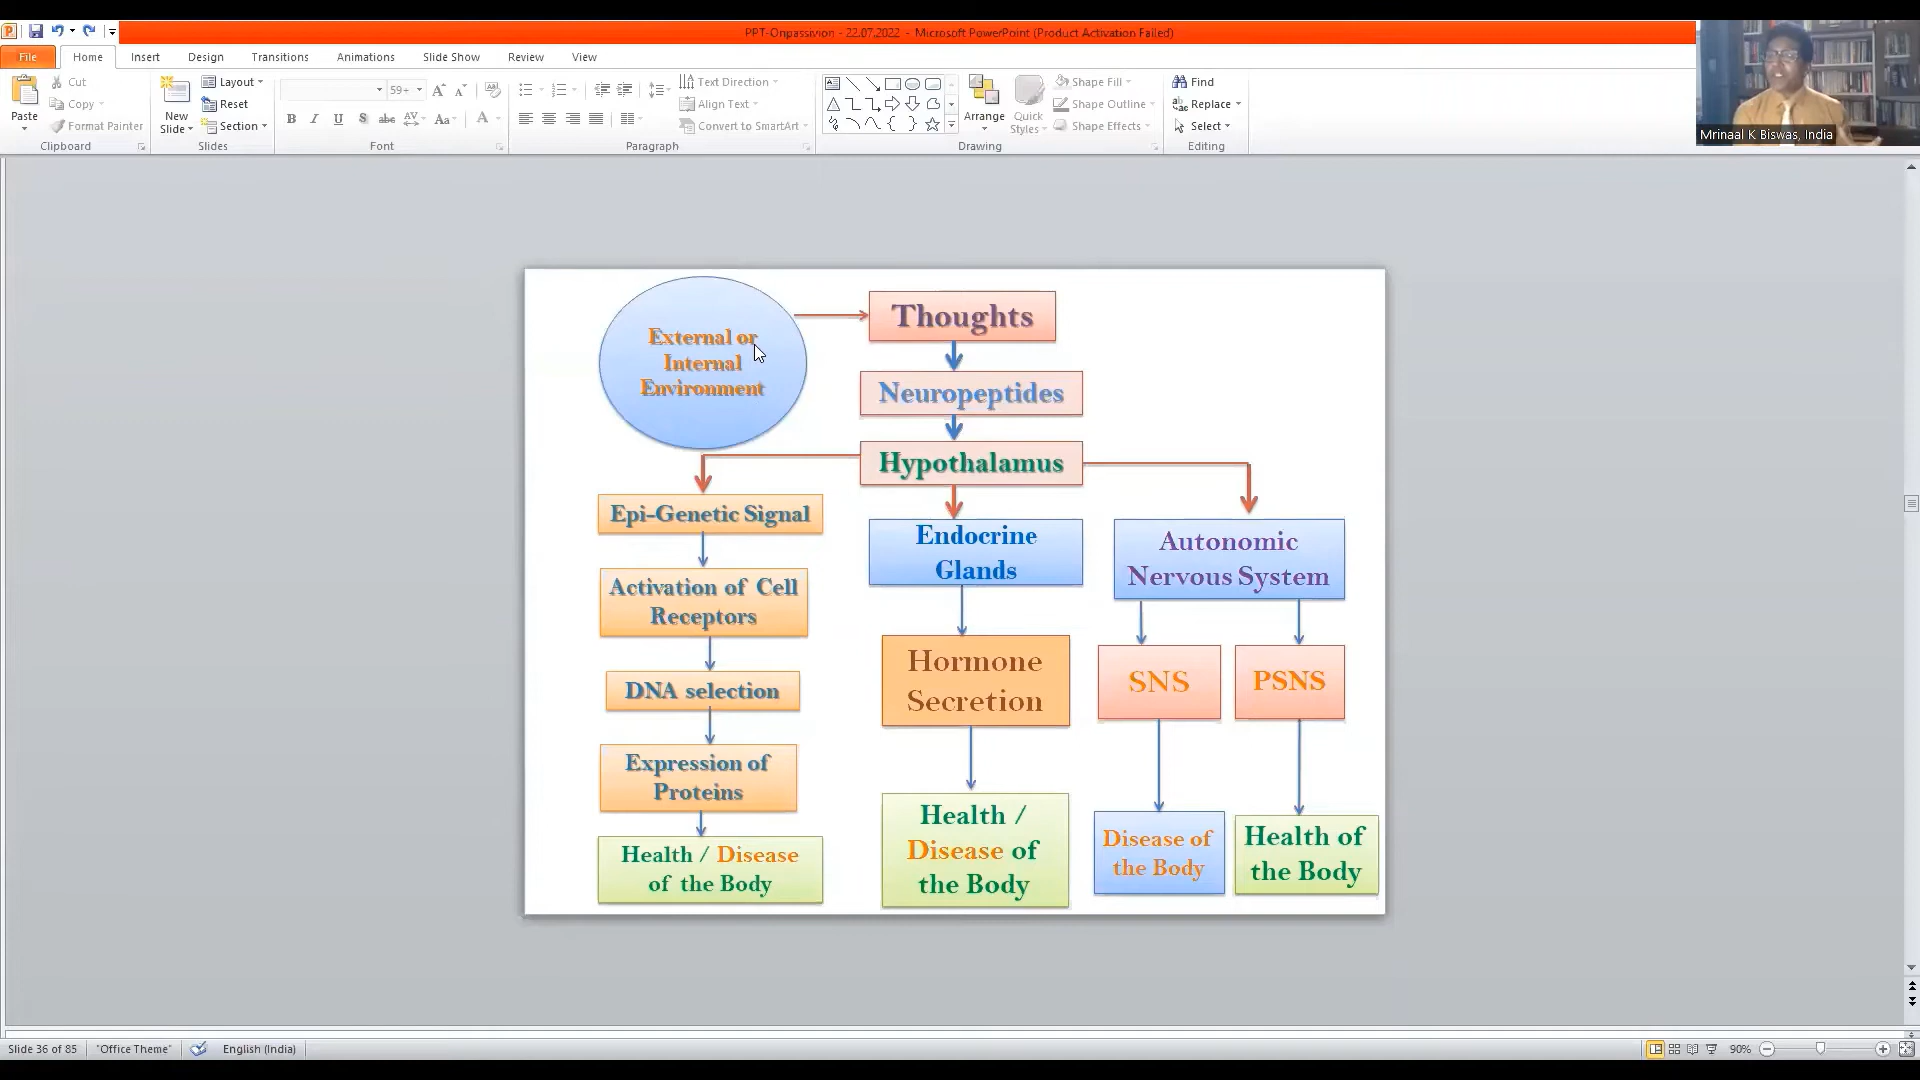 PPT-Onpassivion - 22.07.2022 - Microsoft PowerPoint (Product Activation Failed)
File Home Insert Design Transitions Animations Slide Show Review View
Cut
Copy
Format Painter
Paste
Clipboard
New
Slide
Layout
Reset
Section
Slides
59+
B I U S abc AV Aa A
Font
Text Direction
Align Text
Convert to SmartArt
Paragraph
Arrange
Quick
Styles
Shape Fill
Shape Outline
Shape Effects
Drawing
Find
Replace
Select
Editing
Mrinaal K Biswas, India
External or
Internal
Environment
Thoughts
Neuropeptides
Hypothalamus
Epi-Genetic Signal
Activation of Cell
Receptors
DNA selection
Expression of
Proteins
Health / Disease
of the Body
Endocrine
Glands
Hormone
Secretion
Health /
Disease of
the Body
Autonomic
Nervous System
SNS
PSNS
Disease of
the Body
Health of
the Body
Slide 36 of 85 "Office Theme" English (India) 90%